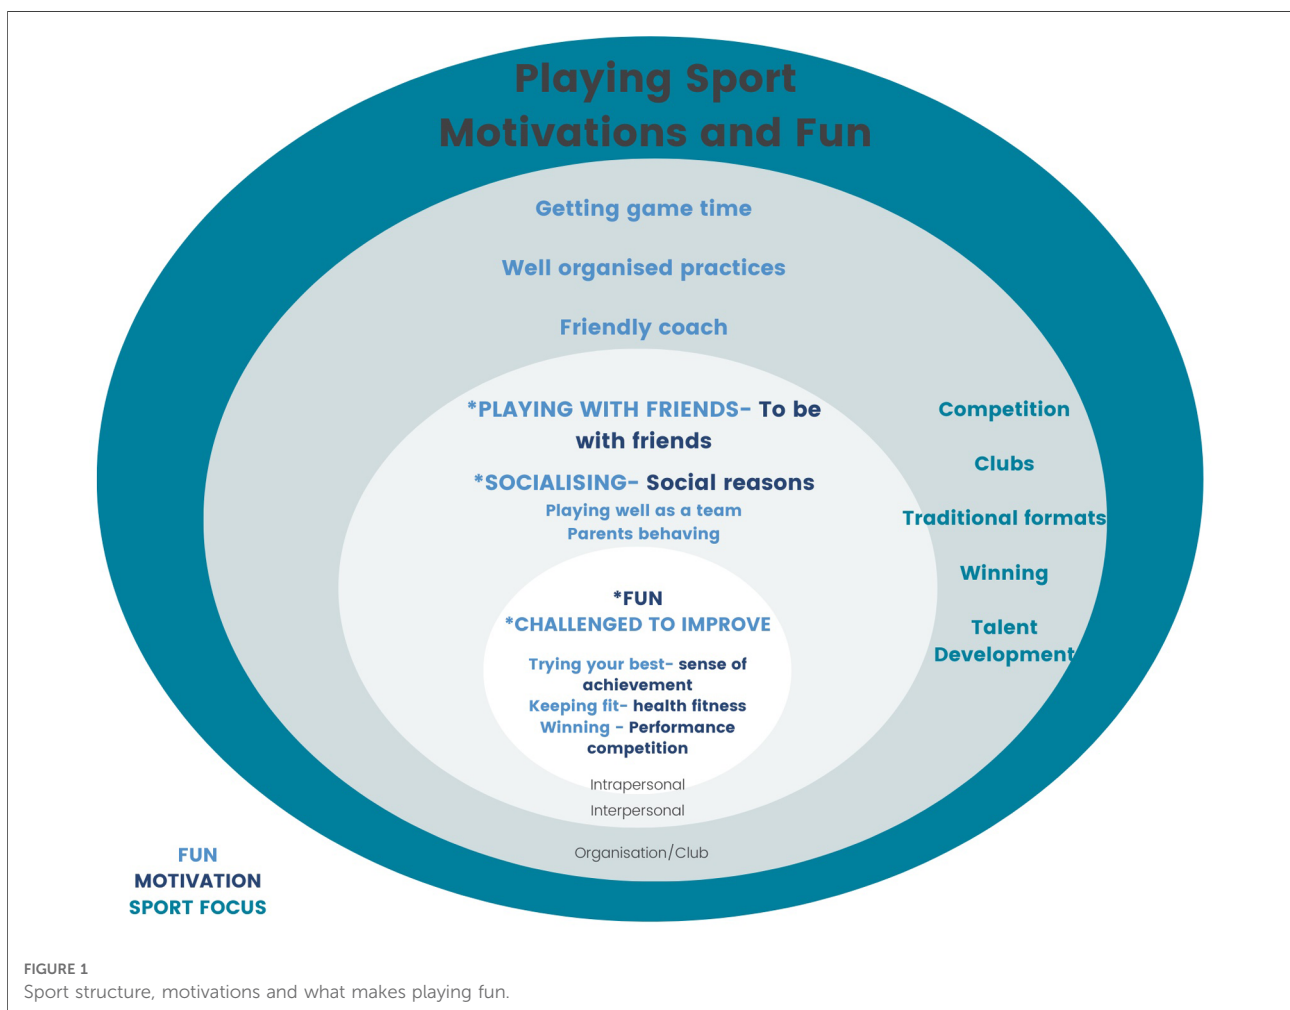 Playing Sport
Motivations and Fun
Getting game time
Well organised practices
Friendly coach
*PLAYING WITH FRIENDS- To be
with friends
*SOCIALISING- Social reasons
Playing well as a team
Parents behaving
*FUN
*CHALLENGED TO IMPROVE
Trying your best- sense of
achievement
Keeping fit- health fitness
Winning - Performance
competition
Intrapersonal
Interpersonal
Organisation/Club
Competition
Clubs
Traditional formats
Winning
Talent
Development
FUN
MOTIVATION
SPORT FOCUS
FIGURE 1
Sport structure, motivations and what makes playing fun.